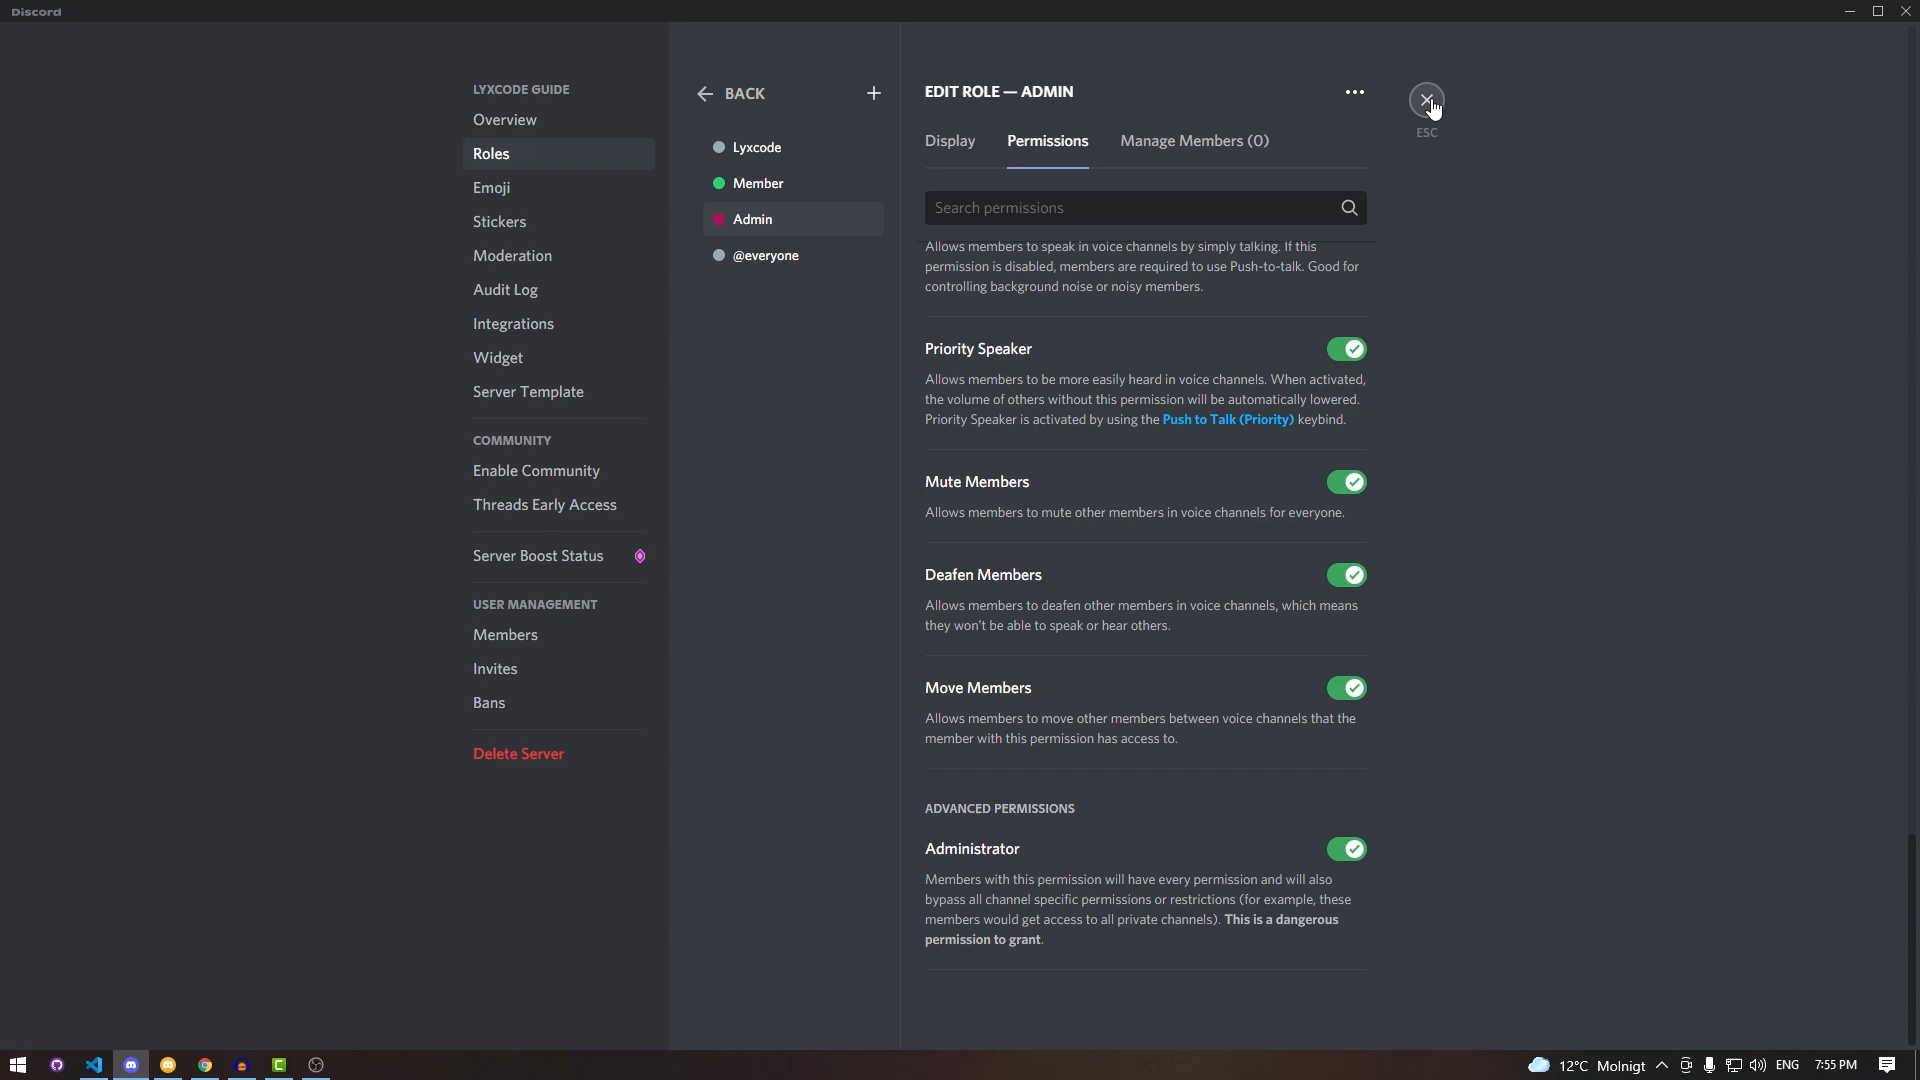 Discord
LYXCODE GUIDE
Overview
Roles
Emoji
Stickers
Moderation
Audit Log
Integrations
Widget
Server Template
COMMUNITY
Enable Community
Threads Early Access
Server Boost Status
USER MANAGEMENT
Members
Invites
Bans
Delete Server
BACK
Lyxcode
Member
Admin
@everyone
EDIT ROLE — ADMIN
Display
Permissions
Manage Members (0)
ESC
Search permissions
Allows members to speak in voice channels by simply talking. If this
permission is disabled, members are required to use Push-to-talk. Good for
controlling background noise or noisy members.
Priority Speaker
Allows members to be more easily heard in voice channels. When activated,
the volume of others without this permission will be automatically lowered.
Priority Speaker is activated by using the Push to Talk (Priority) keybind.
Mute Members
Allows members to mute other members in voice channels for everyone.
Deafen Members
Allows members to deafen other members in voice channels, which means
they won't be able to speak or hear others.
Move Members
Allows members to move other members between voice channels that the
member with this permission has access to.
ADVANCED PERMISSIONS
Administrator
Members with this permission will have every permission and will also
bypass all channel specific permissions or restrictions (for example, these
members would get access to all private channels). This is a dangerous
permission to grant.
12°C Molnigt
ENG
7:55 PM